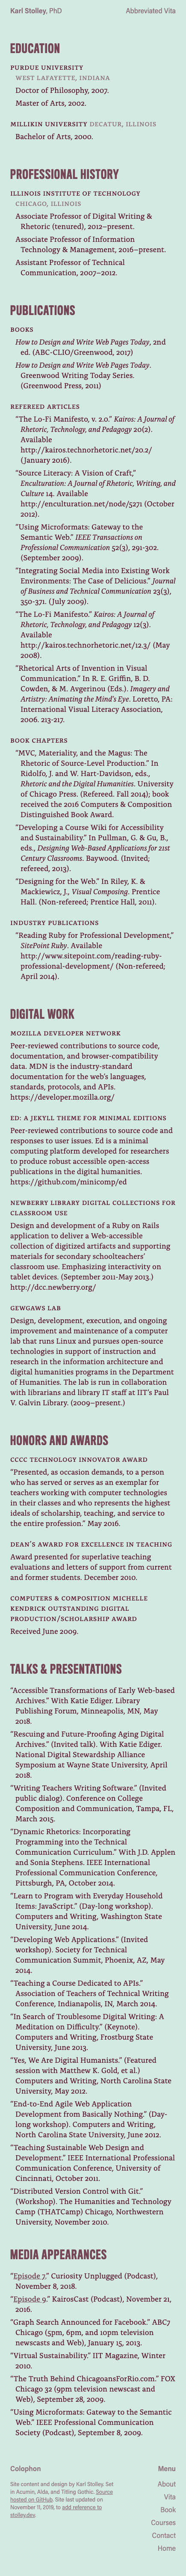 Karl Stolley, PhD
Abbreviated Vita
EDUCATION
PURDUE UNIVERSITY
WEST LAFAYETTE, INDIANA
Doctor of Philosophy, 2007.
Master of Arts, 2002.
MILLIKIN UNIVERSITY DECATUR, ILLINOIS
Bachelor of Arts, 2000.
PROFESSIONAL HISTORY
ILLINOIS INSTITUTE OF TECHNOLOGY
CHICAGO, ILLINOIS
Associate Professor of Digital Writing &
Rhetoric (tenured), 2012–present.
Associate Professor of Information
Technology & Management, 2016–present.
Assistant Professor of Technical
Communication, 2007–2012.
PUBLICATIONS
BOOKS
How to Design and Write Web Pages Today, 2nd
ed. (ABC-CLIO/Greenwood, 2017)
How to Design and Write Web Pages Today.
Greenwood Writing Today Series.
(Greenwood Press, 2011)
REFEREED ARTICLES
“The Lo-Fi Manifesto, v. 2.0.” Kairos: A Journal of
Rhetoric, Technology, and Pedagogy 20(2).
Available
http://kairos.technorhetoric.net/20.2/
(January 2016).
“Source Literacy: A Vision of Craft,”
Enculturation: A Journal of Rhetoric, Writing, and
Culture 14. Available
http://enculturation.net/node/5271 (October
2012).
“Using Microformats: Gateway to the
Semantic Web.” IEEE Transactions on
Professional Communication 52(3), 291-302.
(September 2009).
“Integrating Social Media into Existing Work
Environments: The Case of Delicious.” Journal
of Business and Technical Communication 23(3),
350-371. (July 2009).
“The Lo-Fi Manifesto.” Kairos: A Journal of
Rhetoric, Technology, and Pedagogy 12(3).
Available
http://kairos.technorhetoric.net/12.3/ (May
2008).
“Rhetorical Arts of Invention in Visual
Communication.” In R. E. Griffin, B. D.
Cowden, & M. Avgerinou (Eds.). Imagery and
Artistry: Animating the Mind's Eye. Loretto, PA:
International Visual Literacy Association,
2006. 213-217.
BOOK CHAPTERS
“MVC, Materiality, and the Magus: The
Rhetoric of Source-Level Production.” In
Ridolfo, J. and W. Hart-Davidson, eds.,
Rhetoric and the Digital Humanities. University
of Chicago Press. (Refereed. Fall 2014); book
received the 2016 Computers & Composition
Distinguished Book Award.
“Developing a Course Wiki for Accessibility
and Sustainability.” In Pullman, G. & Gu, B.,
eds., Designing Web-Based Applications for 21st
Century Classrooms. Baywood. (Invited;
refereed, 2013).
“Designing for the Web.” In Riley, K. &
Mackiewicz, J., Visual Composing. Prentice
Hall. (Non-refereed; Prentice Hall, 2011).
INDUSTRY PUBLICATIONS
“Reading Ruby for Professional Development,”
SitePoint Ruby. Available
http://www.sitepoint.com/reading-ruby-
professional-development/ (Non-refereed;
April 2014).
DIGITAL WORK
MOZILLA DEVELOPER NETWORK
Peer-reviewed contributions to source code,
documentation, and browser-compatibility
data. MDN is the industry-standard
documentation for the web’s languages,
standards, protocols, and APIs.
https://developer.mozilla.org/
ED: A JEKYLL THEME FOR MINIMAL EDITIONS
Peer-reviewed contributions to source code and
responses to user issues. Ed is a minimal
computing platform developed for researchers
to produce robust accessible open-access
publications in the digital humanities.
https://github.com/minicomp/ed
NEWBERRY LIBRARY DIGITAL COLLECTIONS FOR
CLASSROOM USE
Design and development of a Ruby on Rails
application to deliver a Web-accessible
collection of digitized artifacts and supporting
materials for secondary schoolteachers’
classroom use. Emphasizing interactivity on
tablet devices. (September 2011-May 2013.)
http://dcc.newberry.org/
GEWGAWS LAB
Design, development, execution, and ongoing
improvement and maintenance of a computer
lab that runs Linux and pursues open-source
technologies in support of instruction and
research in the information architecture and
digital humanities programs in the Department
of Humanities. The lab is run in collaboration
with librarians and library IT staff at IIT’s Paul
V. Galvin Library. (2009–present.)
HONORS AND AWARDS
CCCC TECHNOLOGY INNOVATOR AWARD
“Presented, as occasion demands, to a person
who has served or serves as an exemplar for
teachers working with computer technologies
in their classes and who represents the highest
ideals of scholarship, teaching, and service to
the entire profession.” May 2016.
DEAN’S AWARD FOR EXCELLENCE IN TEACHING
Award presented for superlative teaching
evaluations and letters of support from current
and former students. December 2010.
COMPUTERS & COMPOSITION MICHELLE
KENDRICK OUTSTANDING DIGITAL
PRODUCTION/SCHOLARSHIP AWARD
Received June 2009.
TALKS & PRESENTATIONS
“Accessible Transformations of Early Web-based
Archives.” With Katie Ediger. Library
Publishing Forum, Minneapolis, MN, May
2018.
“Rescuing and Future-Proofing Aging Digital
Archives.” (Invited talk). With Katie Ediger.
National Digital Stewardship Alliance
Symposium at Wayne State University, April
2018.
“Writing Teachers Writing Software.” (Invited
public dialog). Conference on College
Composition and Communication, Tampa, FL,
March 2015.
“Dynamic Rhetorics: Incorporating
Programming into the Technical
Communication Curriculum.” With J.D. Applen
and Sonia Stephens. IEEE International
Professional Communication Conference,
Pittsburgh, PA, October 2014.
“Learn to Program with Everyday Household
Items: JavaScript.” (Day-long workshop).
Computers and Writing, Washington State
University, June 2014.
“Developing Web Applications.” (Invited
workshop). Society for Technical
Communication Summit, Phoenix, AZ, May
2014.
“Teaching a Course Dedicated to APIs.”
Association of Teachers of Technical Writing
Conference, Indianapolis, IN, March 2014.
“In Search of Troublesome Digital Writing: A
Meditation on Difficulty.” (Keynote).
Computers and Writing, Frostburg State
University, June 2013.
“Yes, We Are Digital Humanists.” (Featured
session with Matthew K. Gold, et al.)
Computers and Writing, North Carolina State
University, May 2012.
“End-to-End Agile Web Application
Development from Basically Nothing.” (Day-
long workshop). Computers and Writing,
North Carolina State University, June 2012.
“Teaching Sustainable Web Design and
Development.” IEEE International Professional
Communication Conference, University of
Cincinnati, October 2011.
“Distributed Version Control with Git.”
(Workshop). The Humanities and Technology
Camp (THATCamp) Chicago, Northwestern
University, November 2010.
MEDIA APPEARANCES
“Episode 7.” Curiosity Unplugged (Podcast),
November 8, 2018.
“Episode 9.” KairosCast (Podcast), November 21,
2016.
“Graph Search Announced for Facebook.” ABC7
Chicago (5pm, 6pm, and 10pm television
newscasts and Web), January 15, 2013.
“Virtual Sustainability.” IIT Magazine, Winter
2010.
“The Truth Behind ChicagoansForRio.com.” FOX
Chicago 32 (9pm television newscast and
Web), September 28, 2009.
“Using Microformats: Gateway to the Semantic
Web.” IEEE Professional Communication
Society (Podcast), September 8, 2009.
Colophon
Site content and design by Karl Stolley. Set
in Acumin, Alda, and Titling Gothic. Source
hosted on GitHub. Site last updated on
November 11, 2019, to add reference to
stolley.dev.
Menu
About
Vita
Book
Courses
Contact
Home